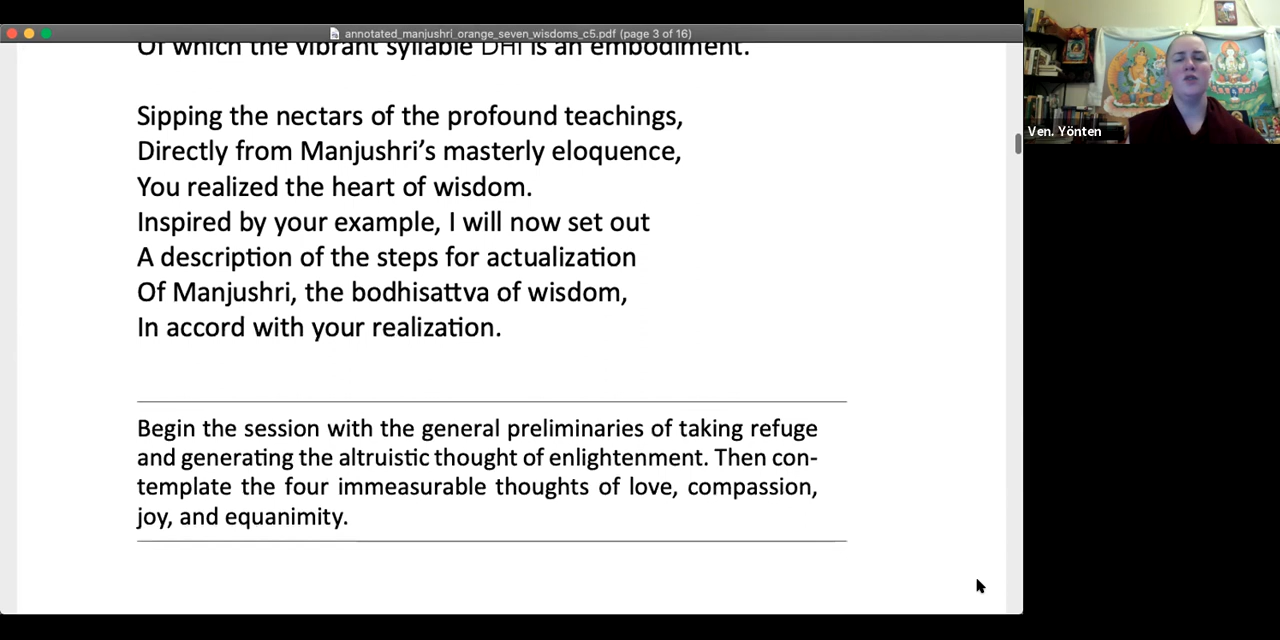 annotated_manjushri_orange_seven_wisdoms_c5.pdf (page 3 of 16)
Of which the vibrant syllable DHI is an embodiment.
Sipping the nectars of the profound teachings,
Directly from Manjushri’s masterly eloquence,
You realized the heart of wisdom.
Inspired by your example, I will now set out
A description of the steps for actualization
Of Manjushri, the bodhisattva of wisdom,
In accord with your realization.
Begin the session with the general preliminaries of taking refuge
and generating the altruistic thought of enlightenment. Then con-
template the four immeasurable thoughts of love, compassion,
joy, and equanimity.
Ven. Yönten